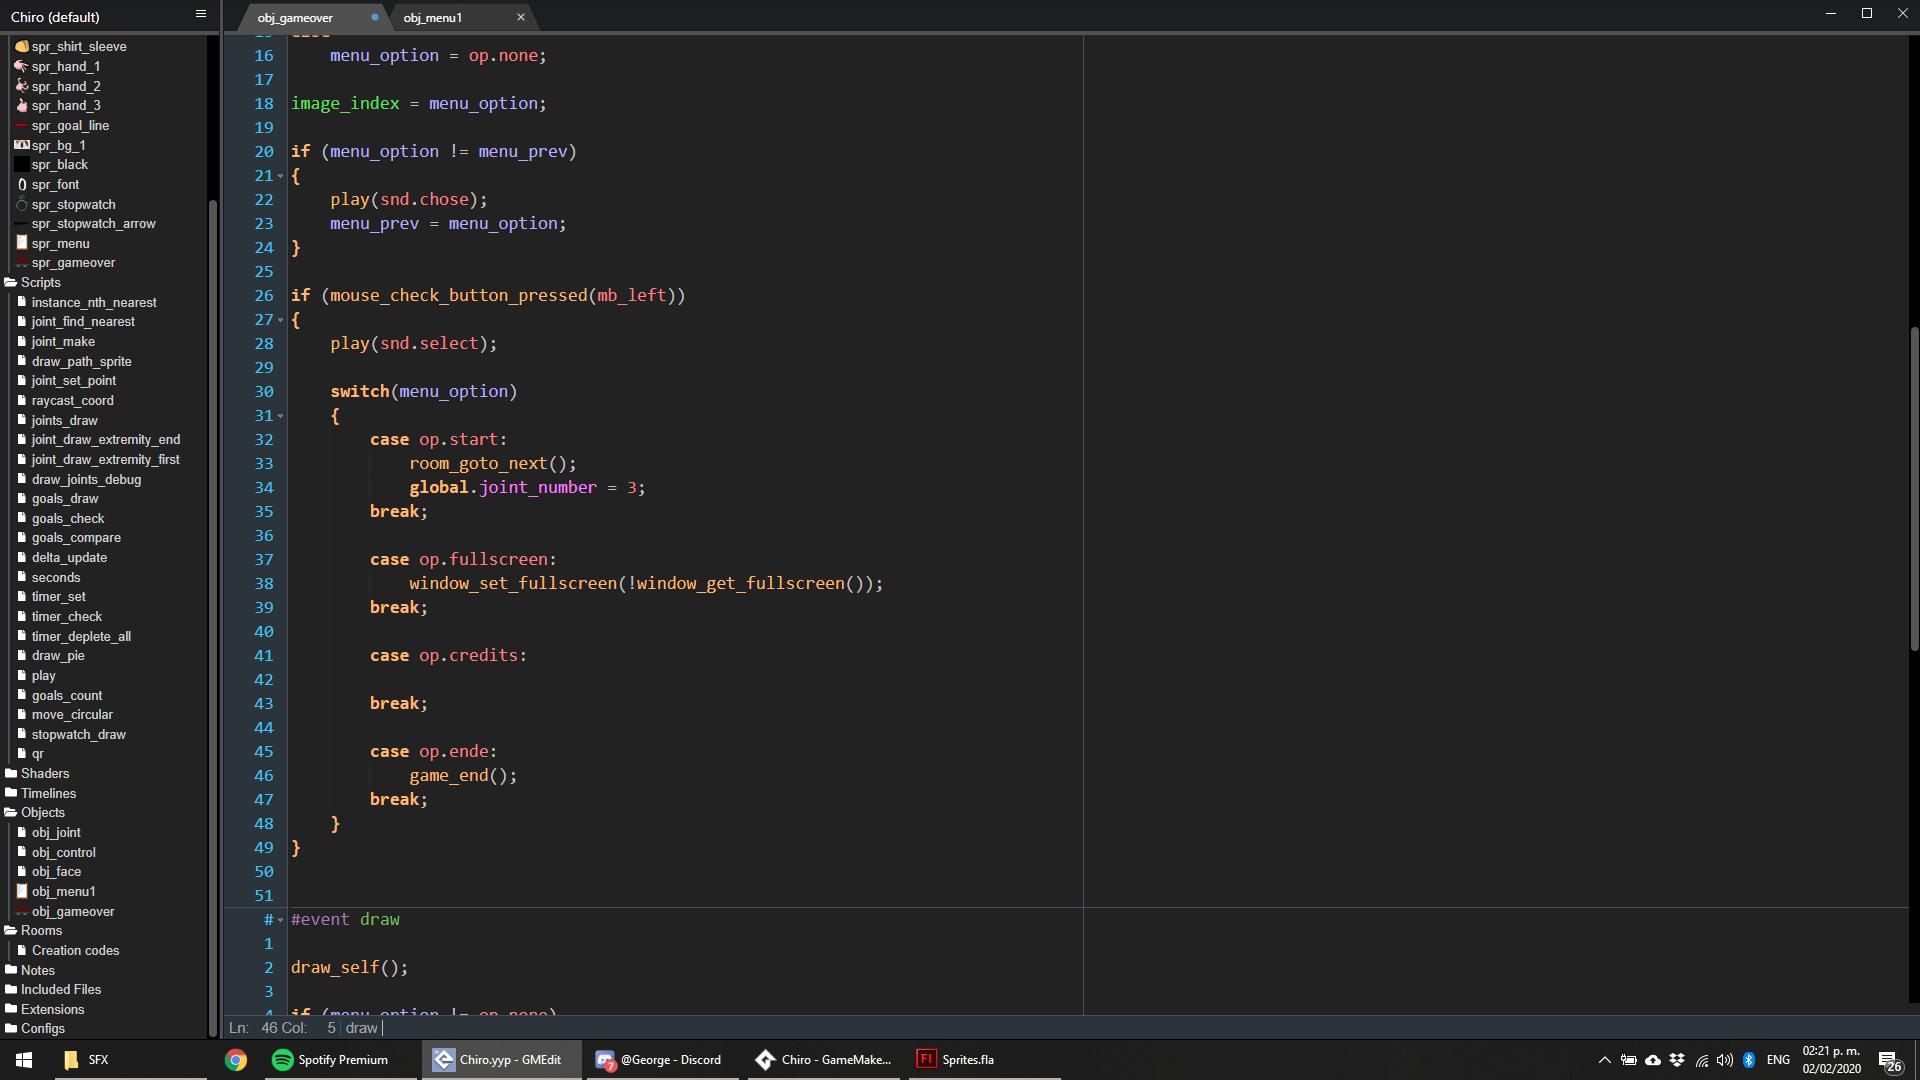 Chiro (default)
spr_shirt_sleeve
spr_hand_1
spr_hand_2
spr_hand_3
spr_goal_line
spr_bg_1
spr_black
spr_font
spr_stopwatch
spr_stopwatch_arrow
spr_menu
spr_gameover
Scripts
instance_nth_nearest
joint_find_nearest
joint_make
draw_path_sprite
joint_set_point
raycast_coord
joints_draw
joint_draw_extremity_end
joint_draw_extremity_first
draw_joints_debug
goals_draw
goals_check
goals_compare
delta_update
seconds
timer_set
timer_check
timer_deplete_all
draw_pie
play
goals_count
move_circular
stopwatch_draw
qr
Shaders
Timelines
Objects
obj_joint
obj_control
obj_face
obj_menu1
obj_gameover
Rooms
Creation codes
Notes
Included Files
Extensions
Configs
obj_gameover
obj_menu1
15 else
16 menu_option = op.none;
17
18 image_index = menu_option;
19
20 if (menu_option != menu_prev)
21 {
22 play(snd.chose);
23 menu_prev = menu_option;
24 }
25
26 if (mouse_check_button_pressed(mb_left))
27 {
28 play(snd.select);
29
30 switch(menu_option)
31 {
32 case op.start:
33 room_goto_next();
34 global.joint_number = 3;
35 break;
36
37 case op.fullscreen:
38 window_set_fullscreen(!window_get_fullscreen());
39 break;
40
41 case op.credits:
42
43 break;
44
45 case op.ende:
46 game_end();
47 break;
48 }
49 }
50
51
# #event draw
1
2 draw_self();
3
4 if (menu_option != op.none)
Ln: 46 Col: 5 draw
SFX
Spotify Premium
Chiro.yyp - GMEdit
7 @George - Discord
Chiro - GameMake...
Fl Sprites.fla
ENG
02:21 p. m.
02/02/2020
26